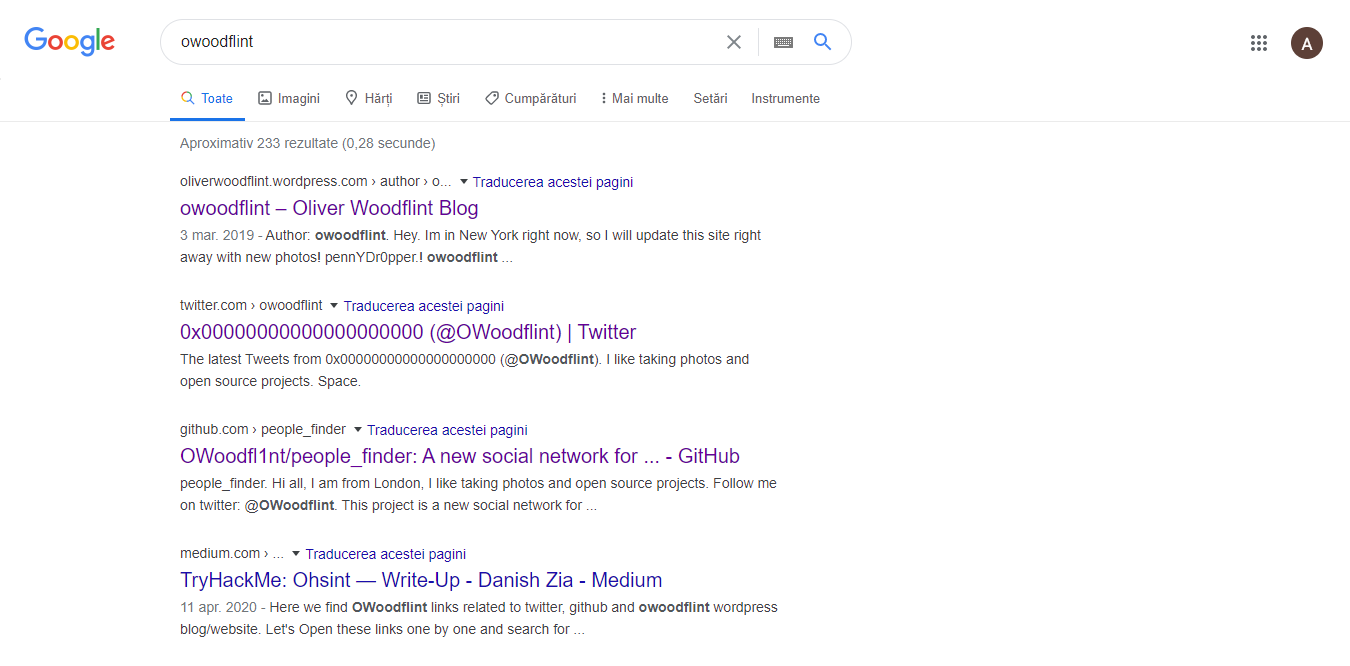 Google
owoodflint
A
Toate Imagini Hărți Știri Cumpărături Mai multe Setări Instrumente
Aproximativ 233 rezultate (0,28 secunde)
oliverwoodflint.wordpress.com › author › o... Traducerea acestei pagini
owoodflint – Oliver Woodflint Blog
3 mar. 2019 - Author: owoodflint. Hey. Im in New York right now, so I will update this site right
away with new photos! pennYDr0pper.! owoodflint ...
twitter.com › owoodflint Traducerea acestei pagini
0x00000000000000000000 (@OWoodflint) | Twitter
The latest Tweets from 0x00000000000000000000 (@OWoodflint). I like taking photos and
open source projects. Space.
github.com › people_finder Traducerea acestei pagini
OWoodfl1nt/people_finder: A new social network for ... - GitHub
people_finder. Hi all, I am from London, I like taking photos and open source projects. Follow me
on twitter: @OWoodflint. This project is a new social network for ...
medium.com › ... Traducerea acestei pagini
TryHackMe: Ohsint — Write-Up - Danish Zia - Medium
11 apr. 2020 - Here we find OWoodflint links related to twitter, github and owoodflint wordpress
blog/website. Let's Open these links one by one and search for ...